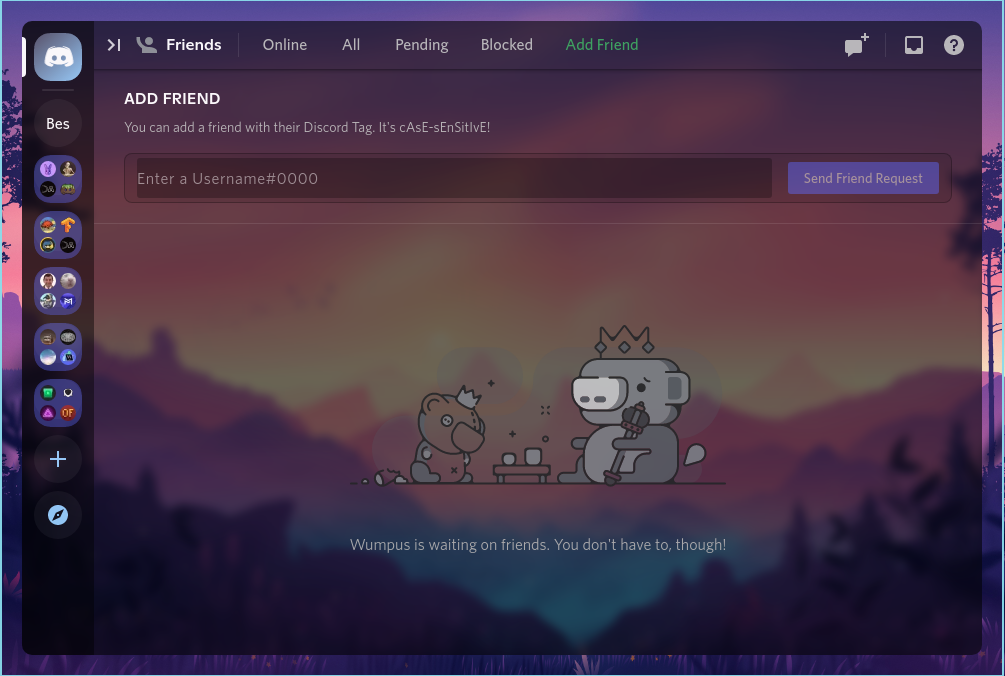 Friends
Online
All
Pending
Blocked
Add Friend
Bes
ADD FRIEND
You can add a friend with their Discord Tag. It's cAsE-sEnSitIvE!
Enter a Username#0000
Send Friend Request
OF
Wumpus is waiting on friends. You don't have to, though!